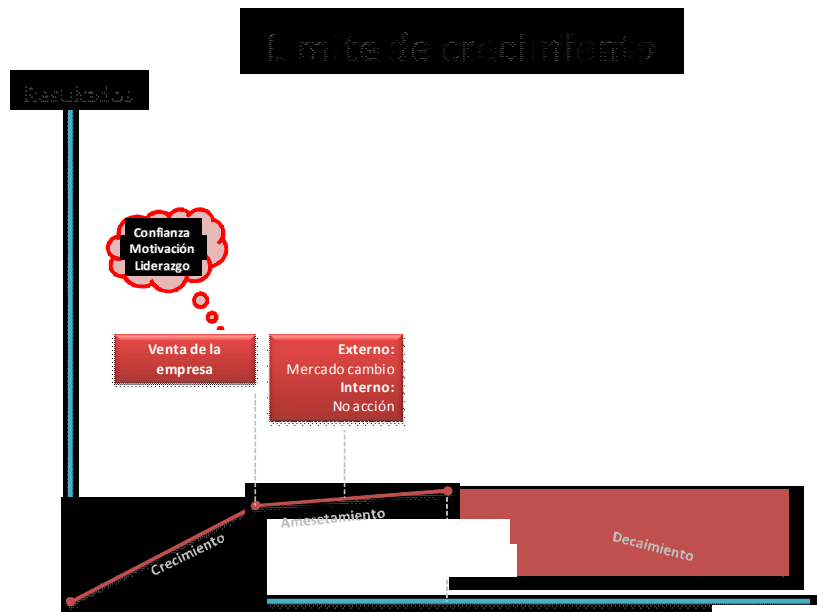 Límite de crecimiento
Resultados
Confianza
Motivación
Liderazgo
Venta de la
empresa
Externo:
Mercado cambio
Interno:
No acción
Crecimiento
Amesetamiento
Decaimiento